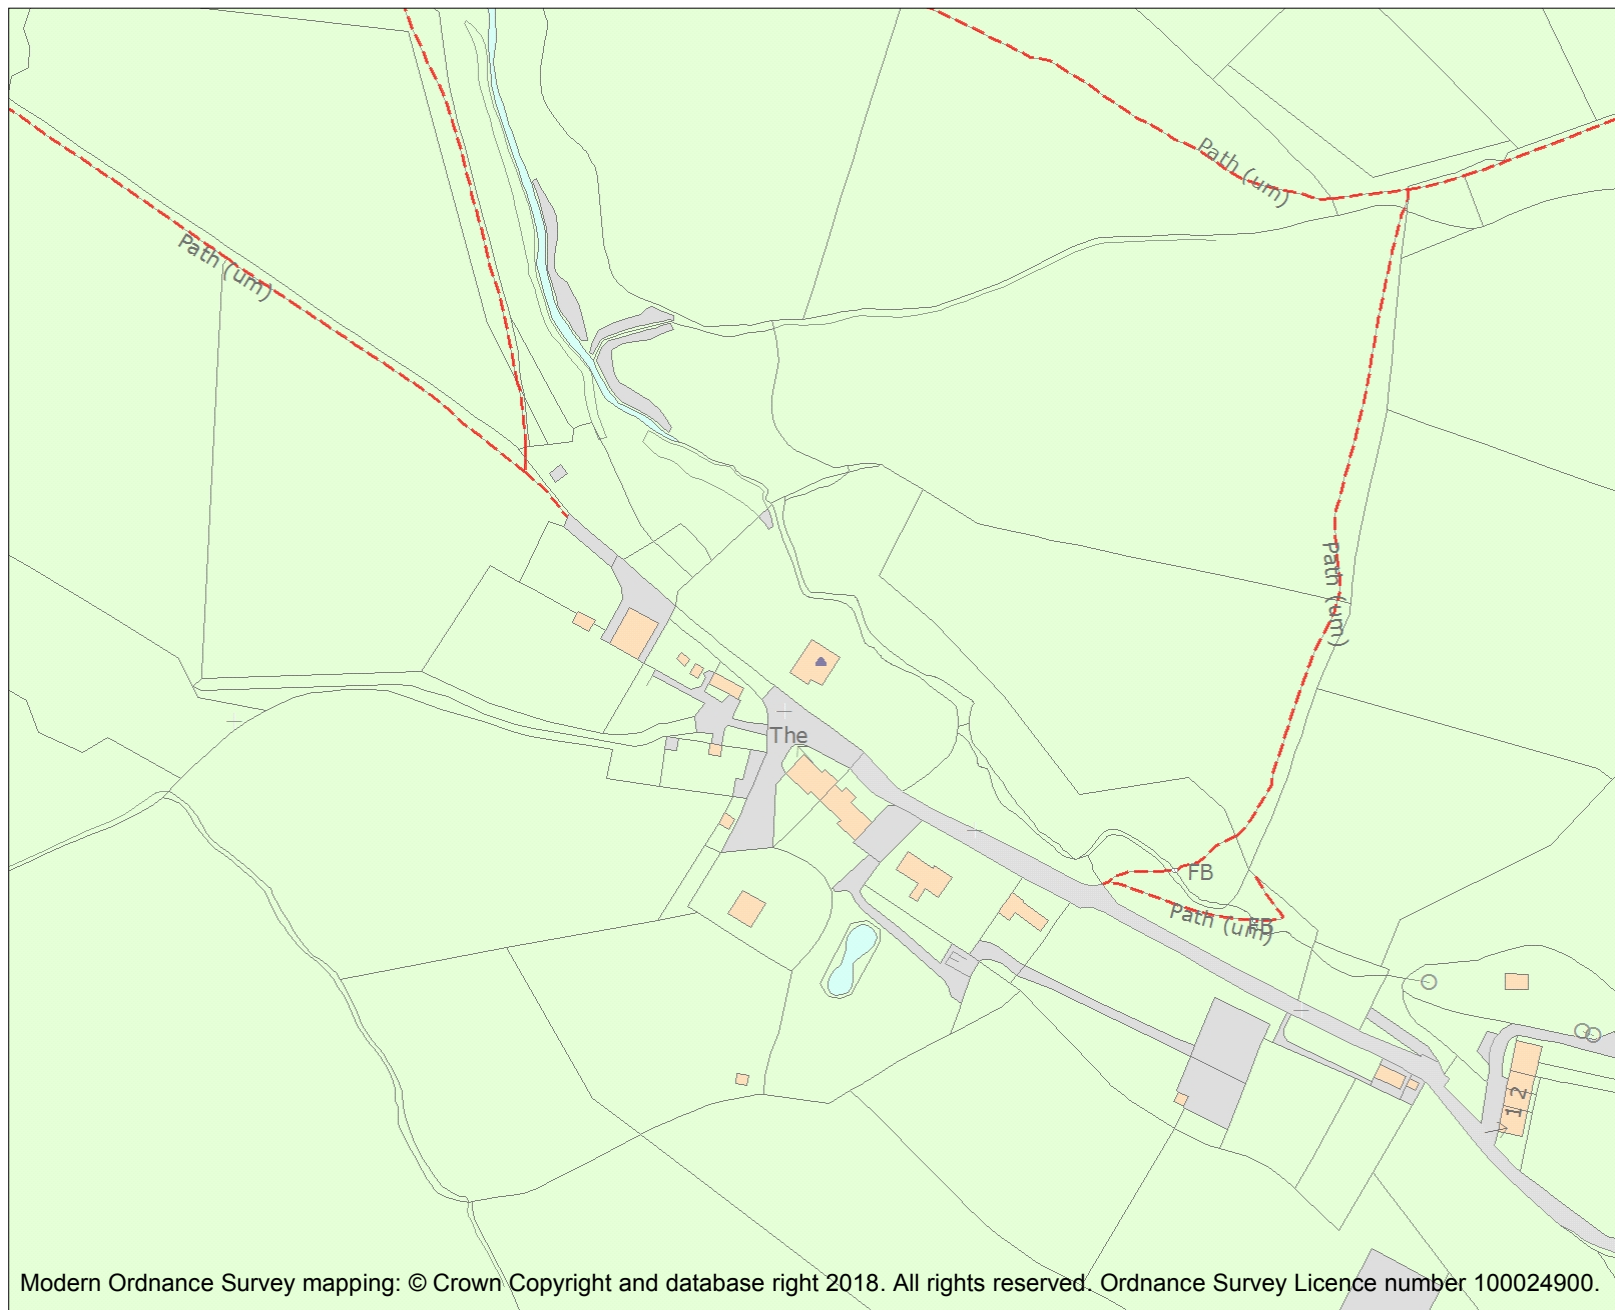 Path (um)
Path (um)
Path (um)
The
FB
Path (um)
FB
1 2
Modern Ordnance Survey mapping: © Crown Copyright and database right 2018. All rights reserved. Ordnance Survey Licence number 100024900.